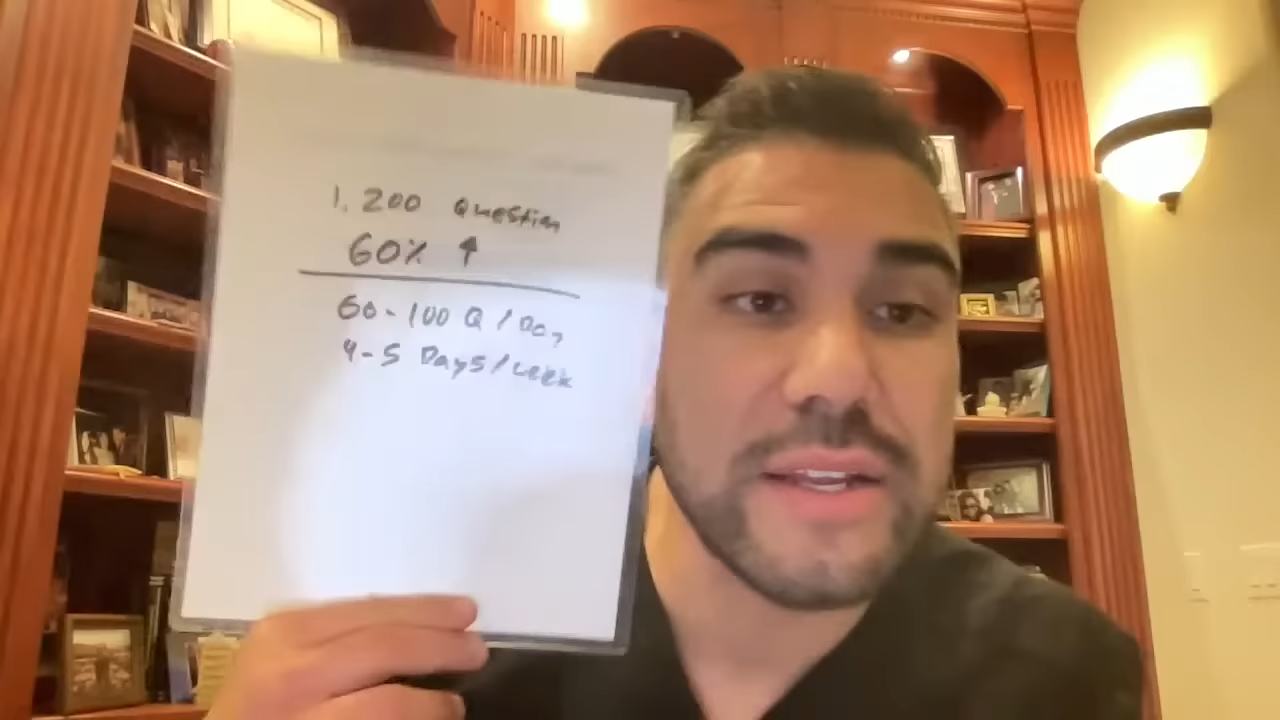 1,200 Question
60% ↑
60-100 Q / Day
4-5 Days/week